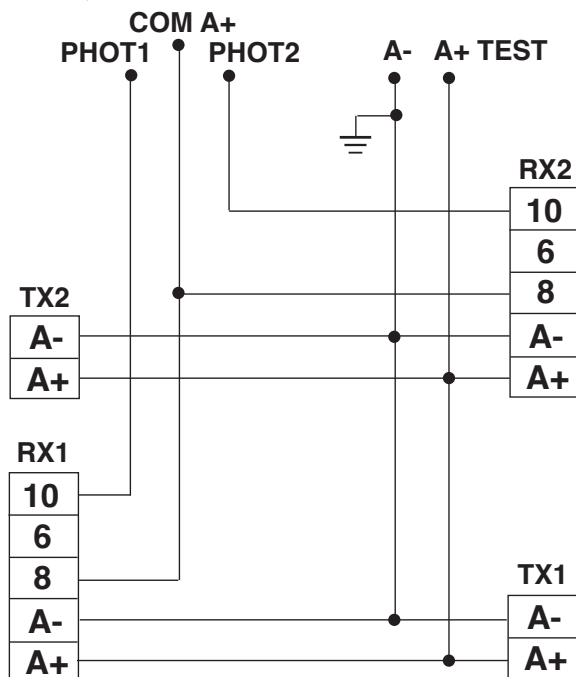 COM A+
PHOT1
PHOT2
A-
A+ TEST
RX2
10
6
8
A-
A+
TX2
A-
A+
RX1
10
6
8
A-
A+
TX1
A-
A+